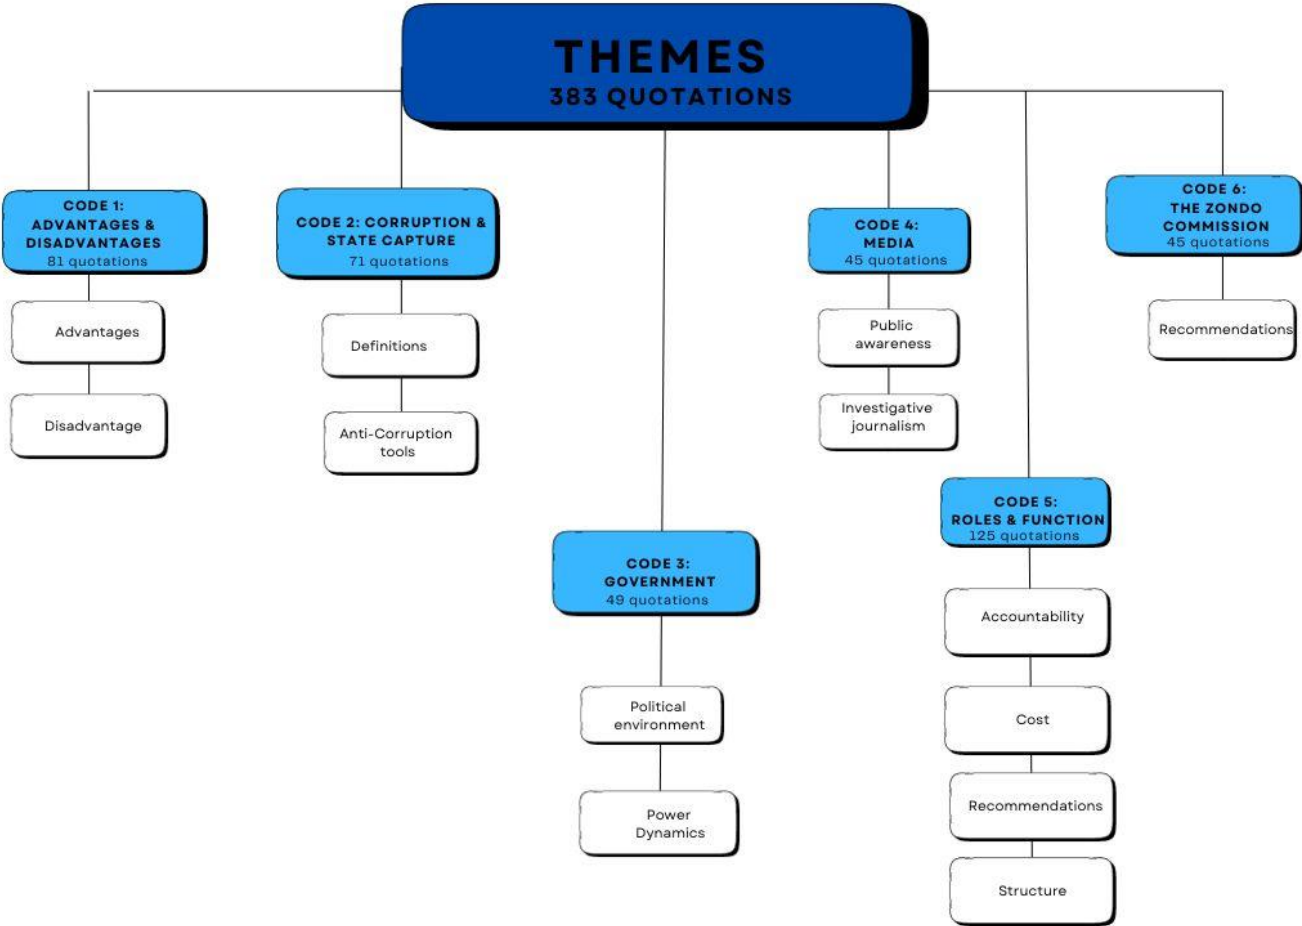 THEMES
383 QUOTATIONS
CODE 1:
ADVANTAGES &
DISADVANTAGES
81 quotations
Advantages
Disadvantage
CODE 2: CORRUPTION &
STATE CAPTURE
71 quotations
Definitions
Anti-Corruption
tools
CODE 3:
GOVERNMENT
49 quotations
Political
environment
Power
Dynamics
CODE 4:
MEDIA
45 quotations
Public
awareness
Investigative
journalism
CODE 5:
ROLES & FUNCTION
125 quotations
Accountability
Cost
Recommendations
Structure
CODE 6:
THE ZONDO
COMMISSION
45 quotations
Recommendations